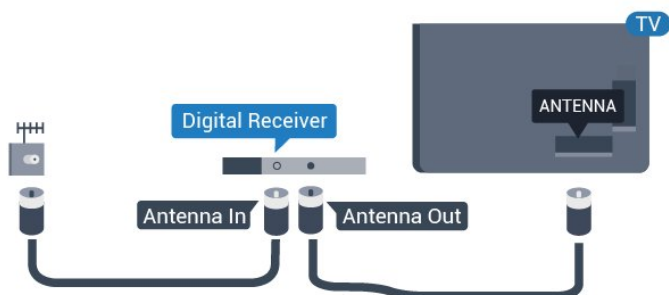 TV
ANTENNA
Digital Receiver
Antenna In
Antenna Out